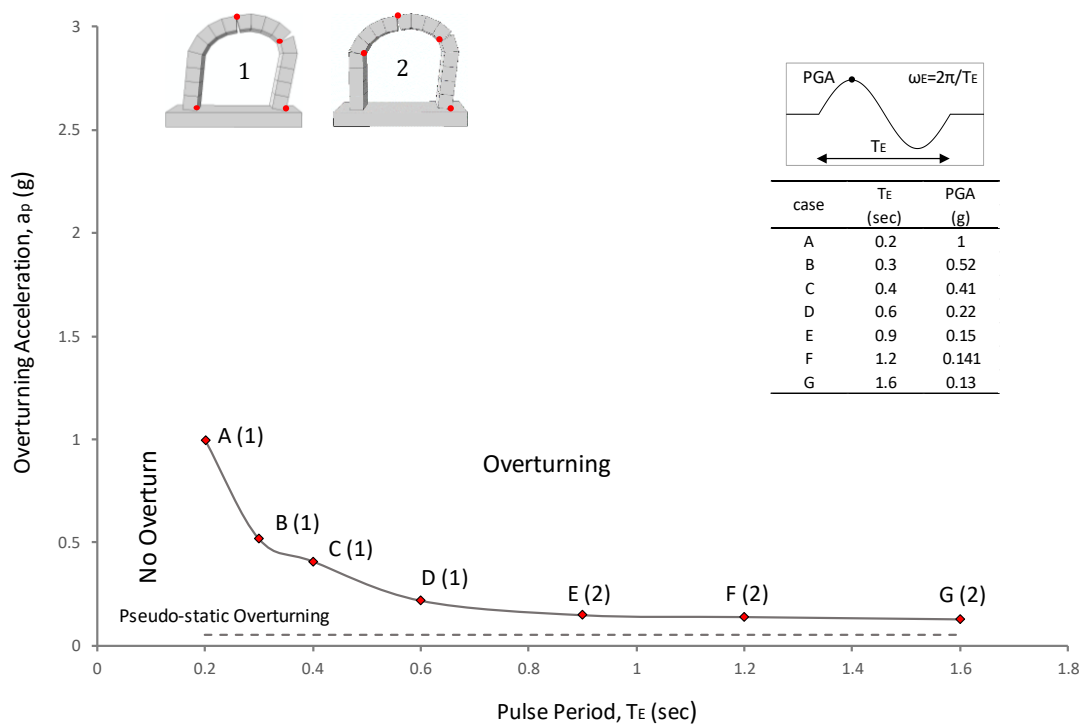 3
2.5
2
1.5
1
0.5
0
0
0.2
0.4
0.6
0.8
1
1.2
1.4
1.6
1.8
Overturning Acceleration, ap (g)
Pulse Period, TE (sec)
1
2
PGA
ωE=2π/TE
TE
case TE (sec) PGA (g)
A 0.2 1
B 0.3 0.52
C 0.4 0.41
D 0.6 0.22
E 0.9 0.15
F 1.2 0.141
G 1.6 0.13
No Overturn
Overturning
A (1)
B (1)
C (1)
D (1)
E (2)
F (2)
G (2)
Pseudo-static Overturning